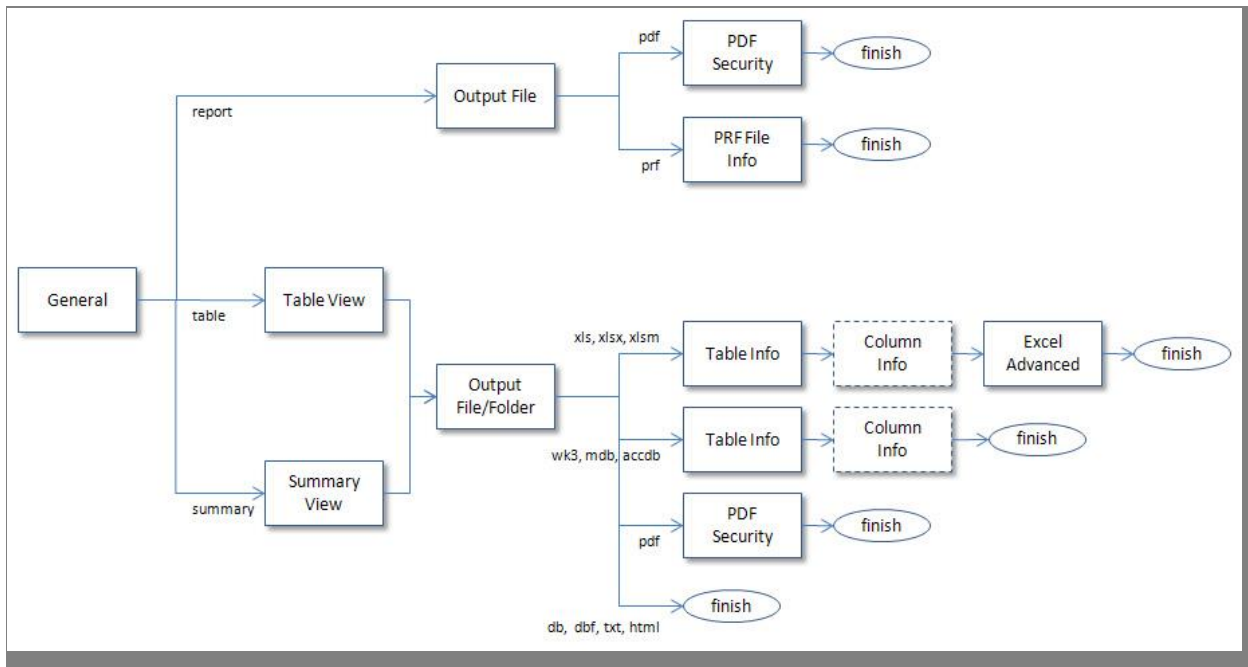 pdf
PDF
Security
finish
report
Output File
prf
PRF File
Info
finish
General
table
Table View
xls, xlsx, xlsm
Table Info
Column
Info
Excel
Advanced
finish
Output
File/Folder
wk3, mdb, accdb
Table Info
Column
Info
finish
summary
Summary
View
pdf
PDF
Security
finish
db, dbf, txt, html
finish